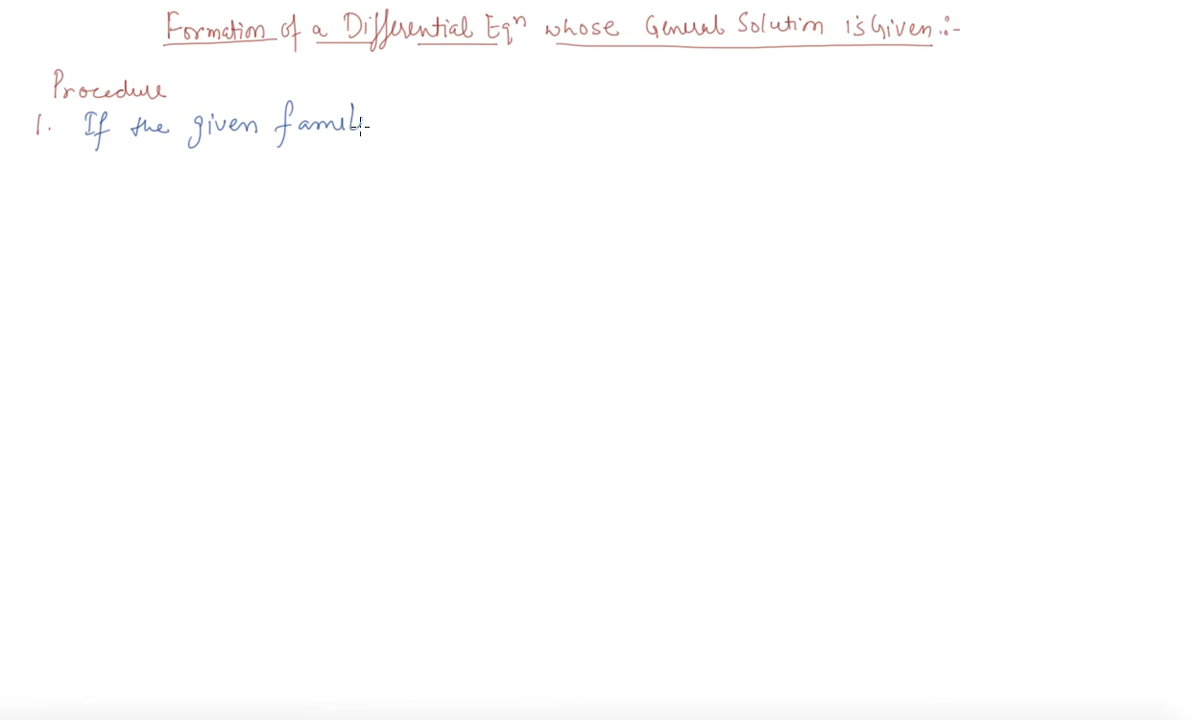 Formation of a Differential Eqⁿ whose General Solution is Given:-
Procedure
1. If the given famil